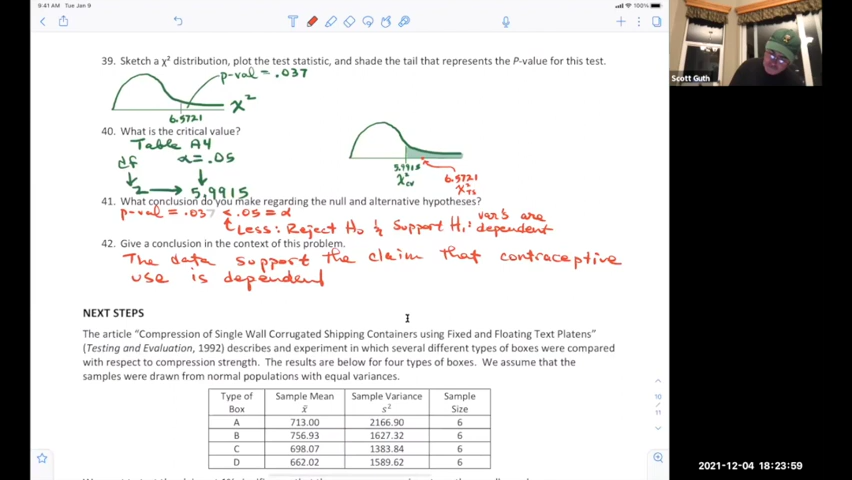 9:41 AM Tue Jan 9
100%
39. Sketch a χ² distribution, plot the test statistic, and shade the tail that represents the P-value for this test.
p-val = .037
χ²
6.5721
40. What is the critical value?
Table A4
df α = .05
2 → 5.9915
5.9915
χ²cv
6.5721
χ²TS
41. What conclusion do you make regarding the null and alternative hypotheses?
p-val = .037 < .05 = α
Less: Reject H₀ & Support H₁: var's are dependent
42. Give a conclusion in the context of this problem.
The data support the claim that contraceptive
use is dependent
NEXT STEPS
The article "Compression of Single Wall Corrugated Shipping Containers using Fixed and Floating Text Platens"
(Testing and Evaluation, 1992) describes and experiment in which several different types of boxes were compared
with respect to compression strength. The results are below for four types of boxes. We assume that the
samples were drawn from normal populations with equal variances.
Type of Box Sample Mean x̄ Sample Variance s² Sample Size
A 713.00 2166.90 6
B 756.93 1627.32 6
C 698.07 1383.84 6
D 662.02 1589.62 6
10
11
Scott Guth
2021-12-04 18:23:59